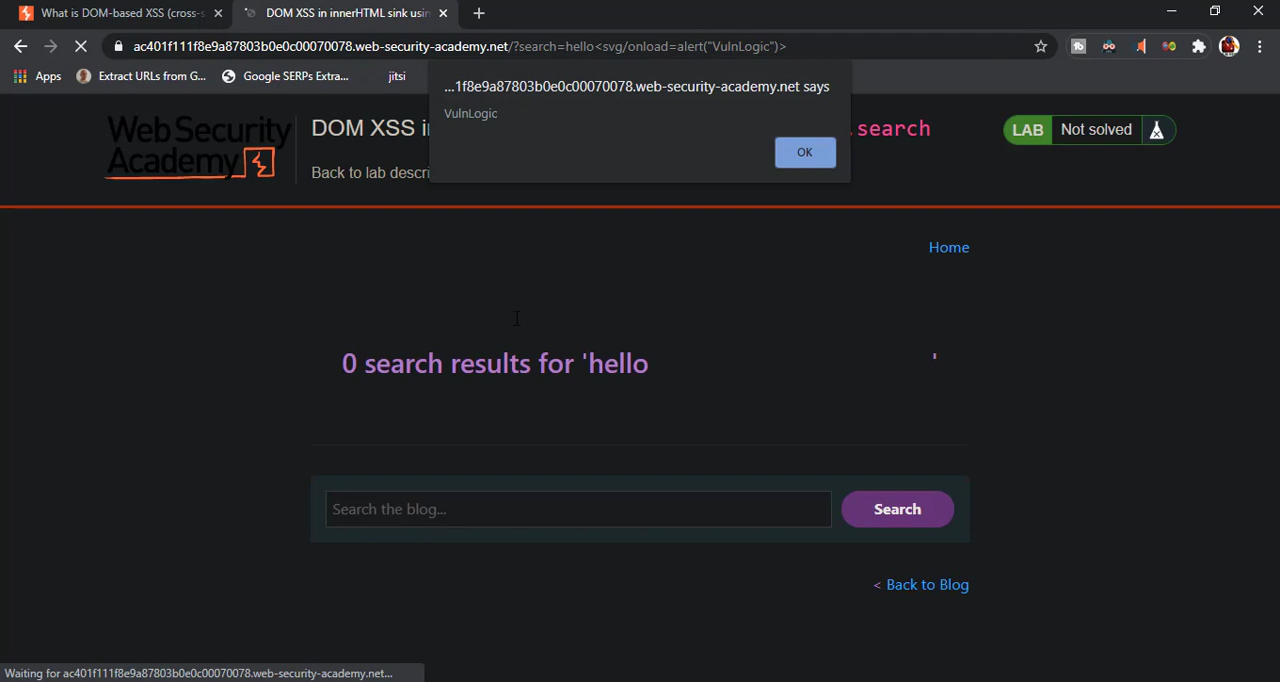 What is DOM-based XSS (cross-s
DOM XSS in innerHTML sink usin
ac401f111f8e9a87803b0e0c00070078.web-security-academy.net/?search=hello<svg/onload=alert("VulnLogic")>
Apps
Extract URLs from G...
Google SERPs Extra...
jitsi
...1f8e9a87803b0e0c00070078.web-security-academy.net says
VulnLogic
OK
Web Security
Academy
DOM XSS in
.search
Back to lab descri
LAB
Not solved
Home
0 search results for 'hello '
Search the blog...
Search
< Back to Blog
Waiting for ac401f111f8e9a87803b0e0c00070078.web-security-academy.net...